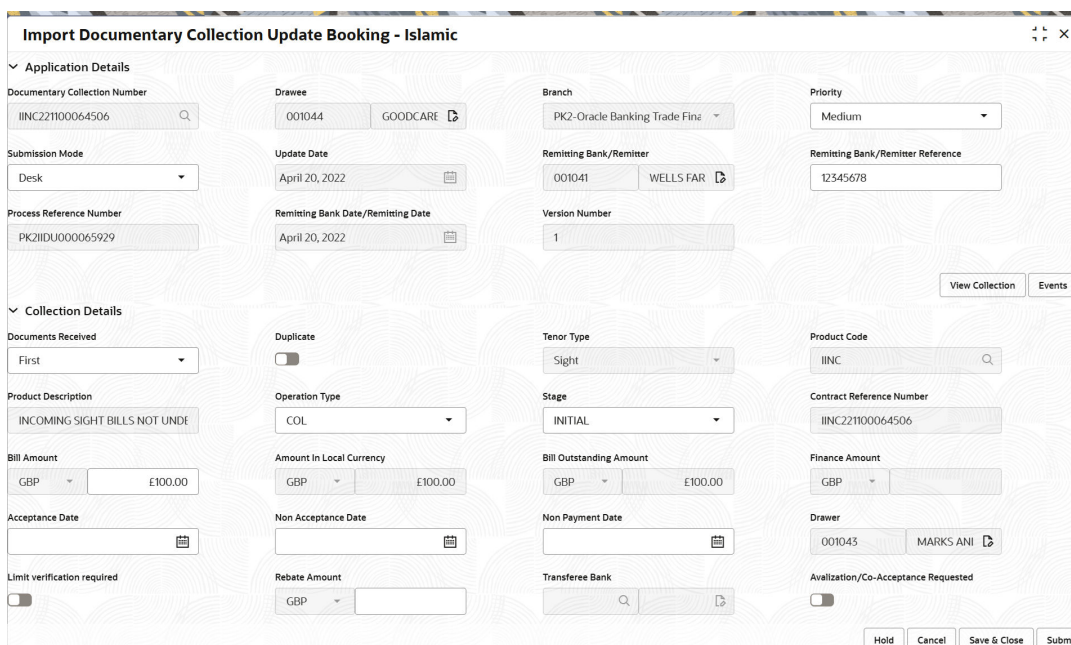 Import Documentary Collection Update Booking - Islamic
Application Details
Documentary Collection Number Drawee Branch Priority
IINC221100064506 001044 GOODCARE PK2-Oracle Banking Trade Fina Medium
Submission Mode Update Date Remitting Bank/Remitter Remitting Bank/Remitter Reference
Desk April 20, 2022 001041 WELLS FAR 12345678
Process Reference Number Remitting Bank Date/Remitting Date Version Number
PK2IIDU000065929 April 20, 2022 1
View Collection Events
Collection Details
Documents Received Duplicate Tenor Type Product Code
First Sight IINC
Product Description Operation Type Stage Contract Reference Number
INCOMING SIGHT BILLS NOT UNDE COL INITIAL IINC221100064506
Bill Amount Amount In Local Currency Bill Outstanding Amount Finance Amount
GBP £100.00 GBP £100.00 GBP £100.00 GBP
Acceptance Date Non Acceptance Date Non Payment Date Drawer
001043 MARKS ANI
Limit verification required Rebate Amount Transferee Bank Avalization/Co-Acceptance Requested
GBP
Hold Cancel Save & Close Subm